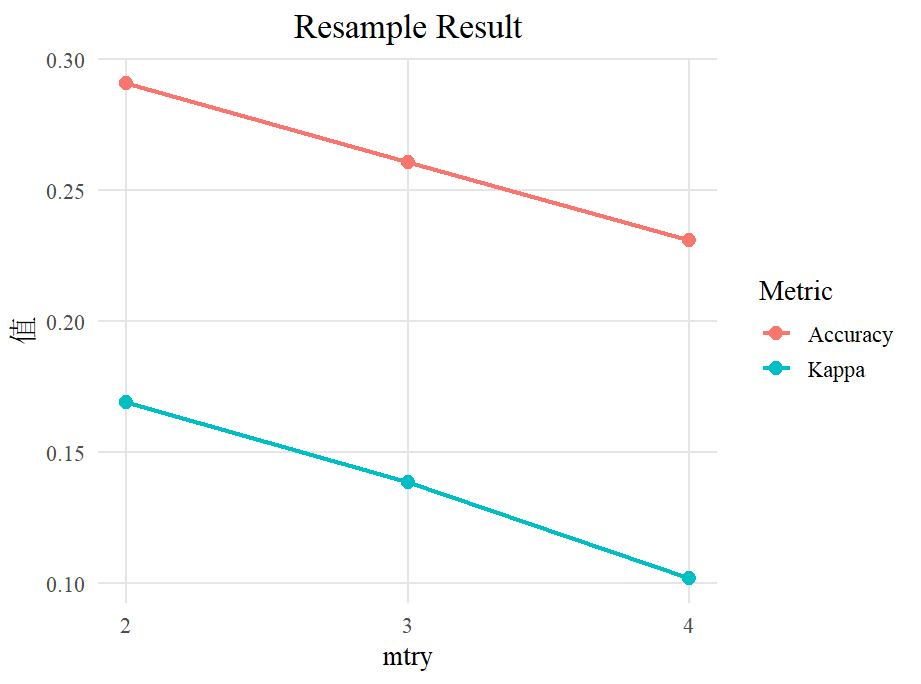 Resample Result
0.30
0.25
0.20
0.15
0.10
值
2 3 4
mtry
Metric
Accuracy
Kappa